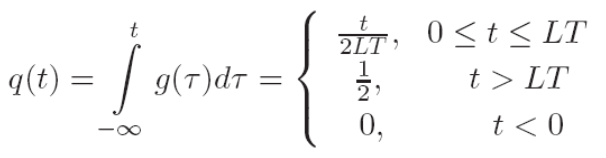 q(t) = ∫_{-∞}^{t} g(τ)dτ = { t/2LT, 0 ≤ t ≤ LT
1/2, t > LT
0, t < 0